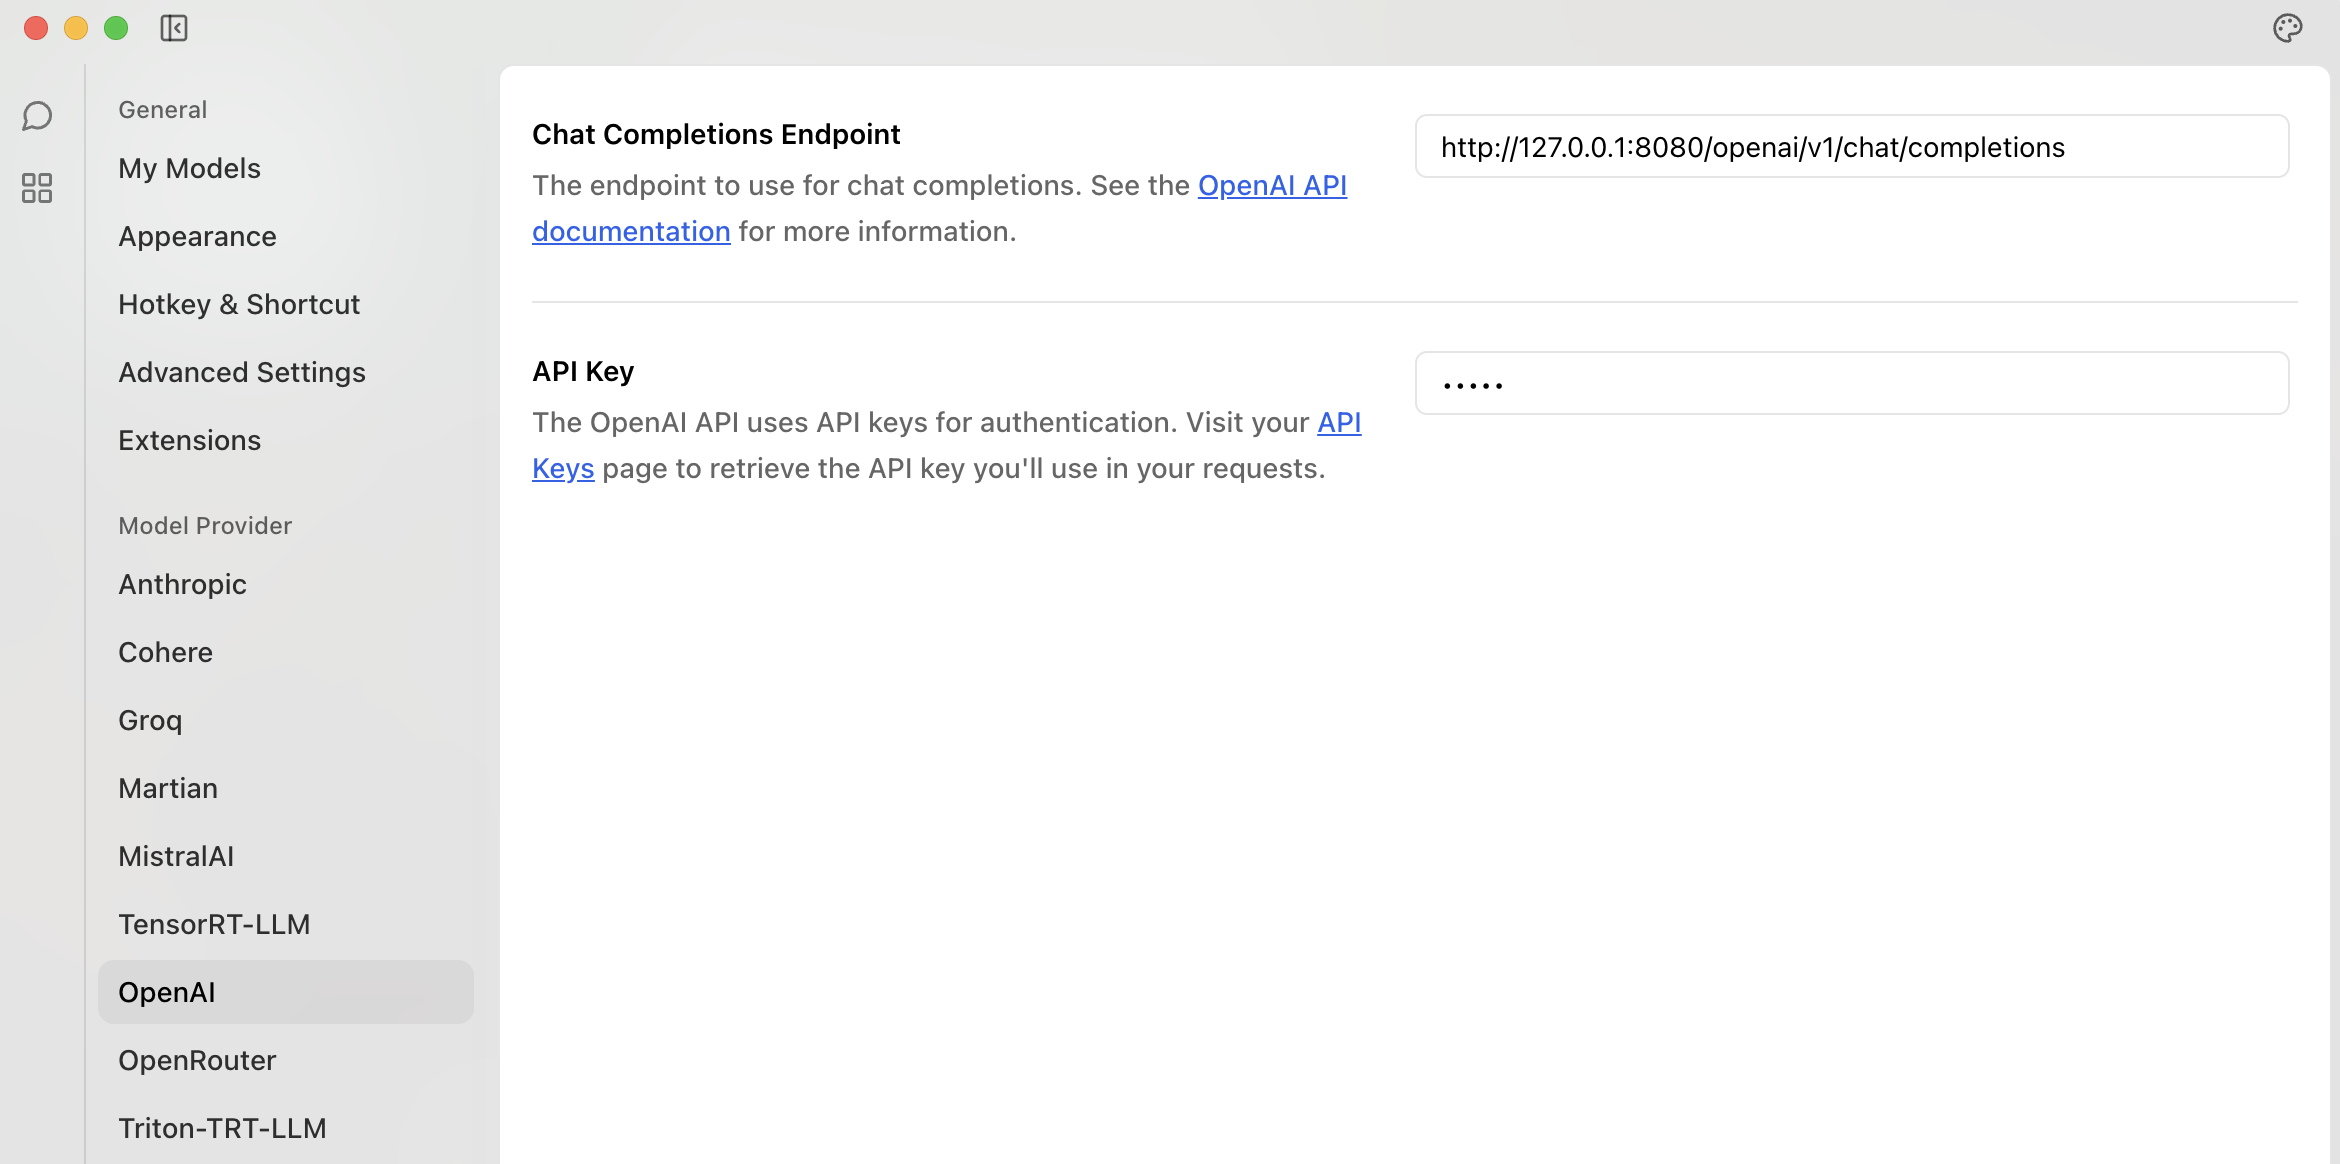 General
My Models
Appearance
Hotkey & Shortcut
Advanced Settings
Extensions
Model Provider
Anthropic
Cohere
Groq
Martian
MistralAI
TensorRT-LLM
OpenAI
OpenRouter
Triton-TRT-LLM
Chat Completions Endpoint
The endpoint to use for chat completions. See the OpenAI API
documentation for more information.
http://127.0.0.1:8080/openai/v1/chat/completions
API Key
The OpenAI API uses API keys for authentication. Visit your API
Keys page to retrieve the API key you'll use in your requests.
•••••